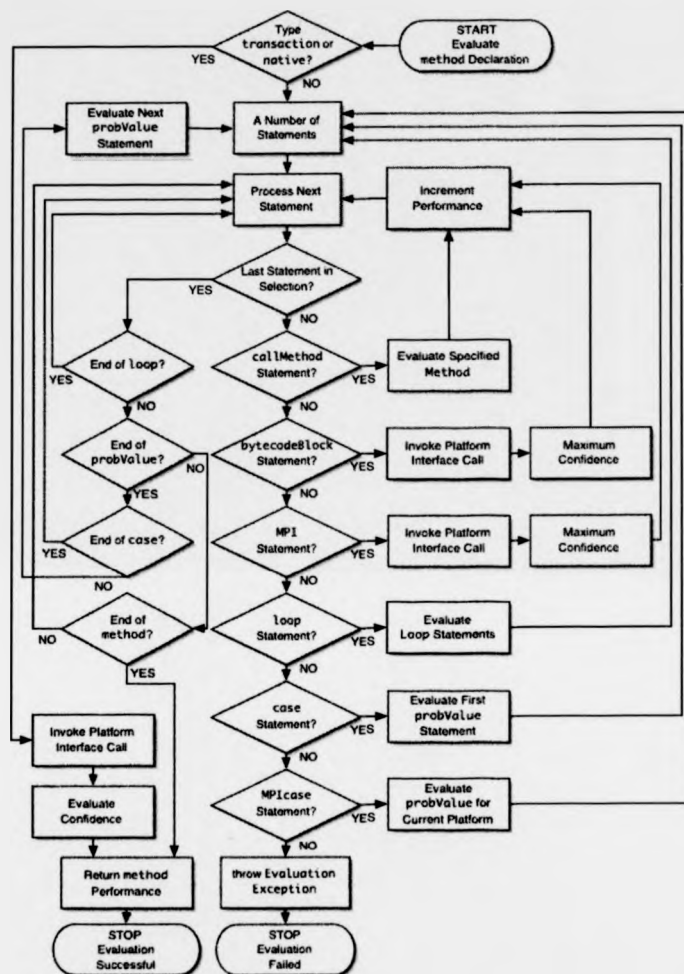 START
Evaluate
method Declaration
Type
transaction or
native?
YES
NO
Evaluate Next
probValue
Statement
A Number of
Statements
Process Next
Statement
Increment
Performance
Last Statement in
Selection?
YES
NO
End of loop?
YES
NO
callMethod
Statement?
YES
NO
Evaluate Specified
Method
End of
probValue?
NO
YES
bytecodeBlock
Statement?
YES
NO
Invoke Platform
Interface Call
Maximum
Confidence
End of case?
YES
NO
MPI
Statement?
YES
NO
Invoke Platform
Interface Call
Maximum
Confidence
End of
method?
NO
YES
loop
Statement?
YES
NO
Evaluate
Loop Statements
case
Statement?
YES
NO
Evaluate First
probValue
Statement
Invoke Platform
Interface Call
Evaluate
Confidence
MPIcase
Statement?
YES
NO
Evaluate
probValue for
Current Platform
Return method
Performance
throw Evaluation
Exception
STOP
Evaluation
Successful
STOP
Evaluation
Failed